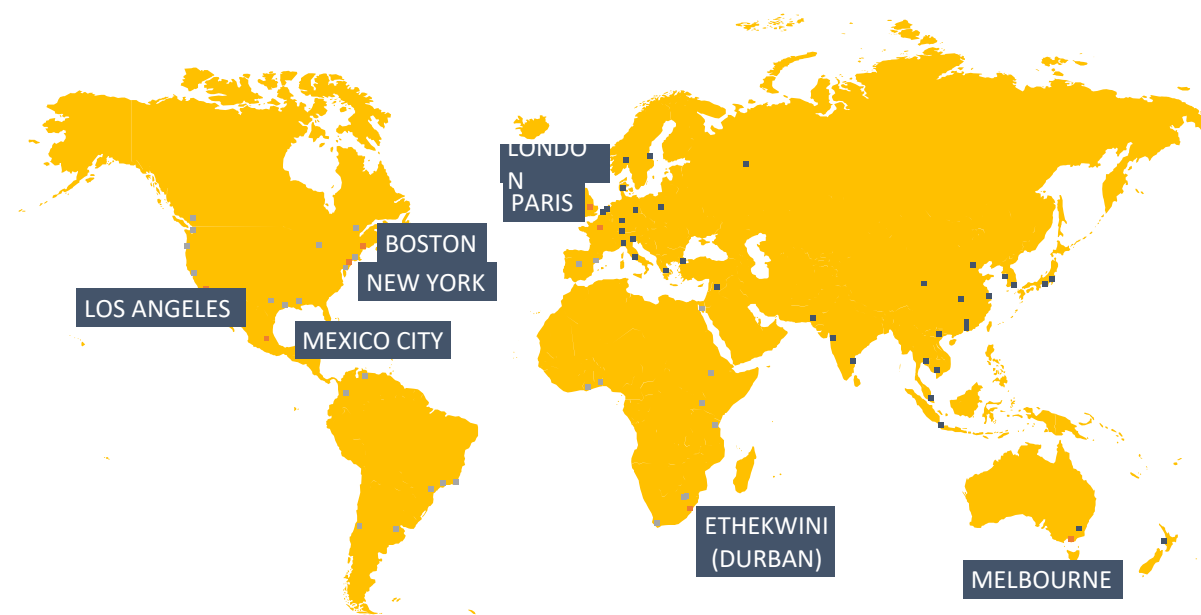 LONDO
N
PARIS
BOSTON
NEW YORK
LOS ANGELES
MEXICO CITY
ETHEKWINI
(DURBAN)
MELBOURNE